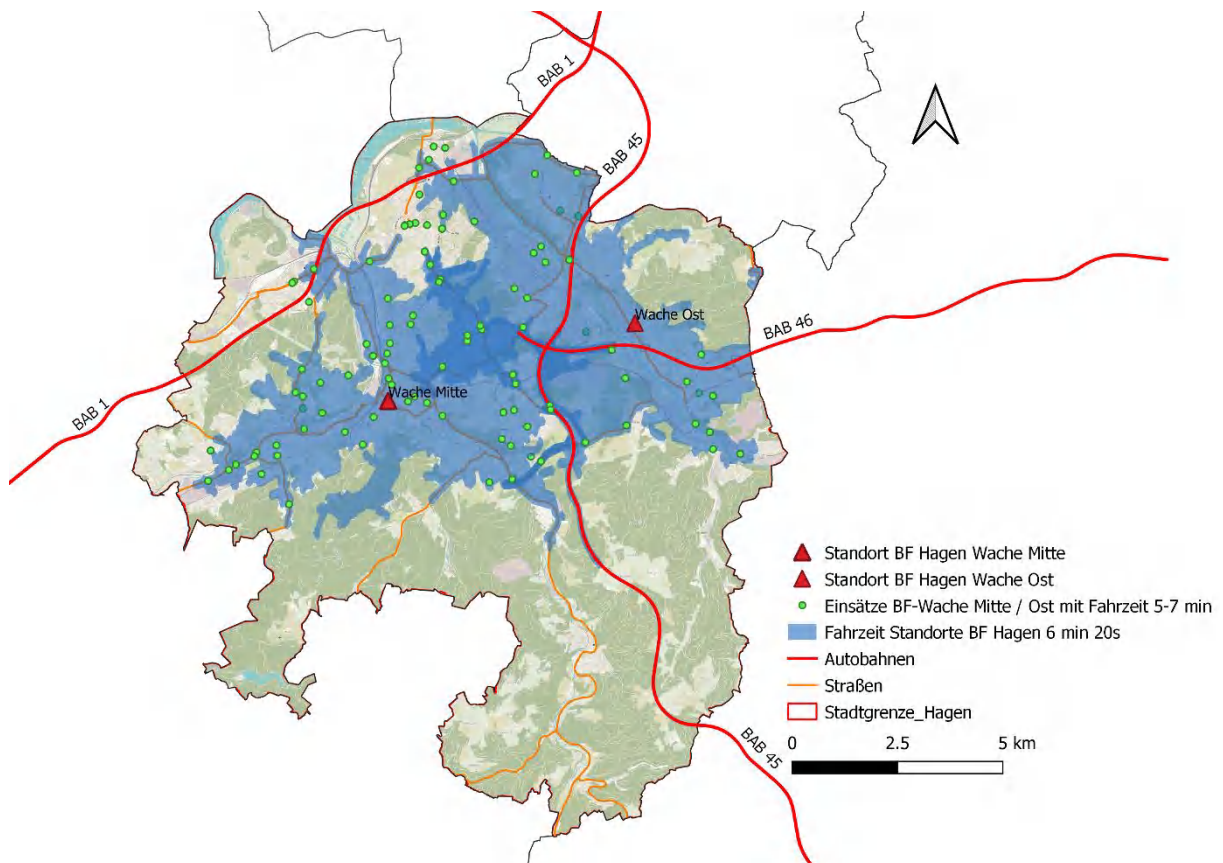 BAB 1
BAB 45
Wache Ost
BAB 46
Wache Mitte
BAB 1
Standort BF Hagen Wache Mitte
Standort BF Hagen Wache Ost
Einsätze BF-Wache Mitte / Ost mit Fahrzeit 5-7 min
Fahrzeit Standorte BF Hagen 6 min 20s
Autobahnen
Straßen
Stadtgrenze_Hagen
BAB 45
0 2.5 5 km